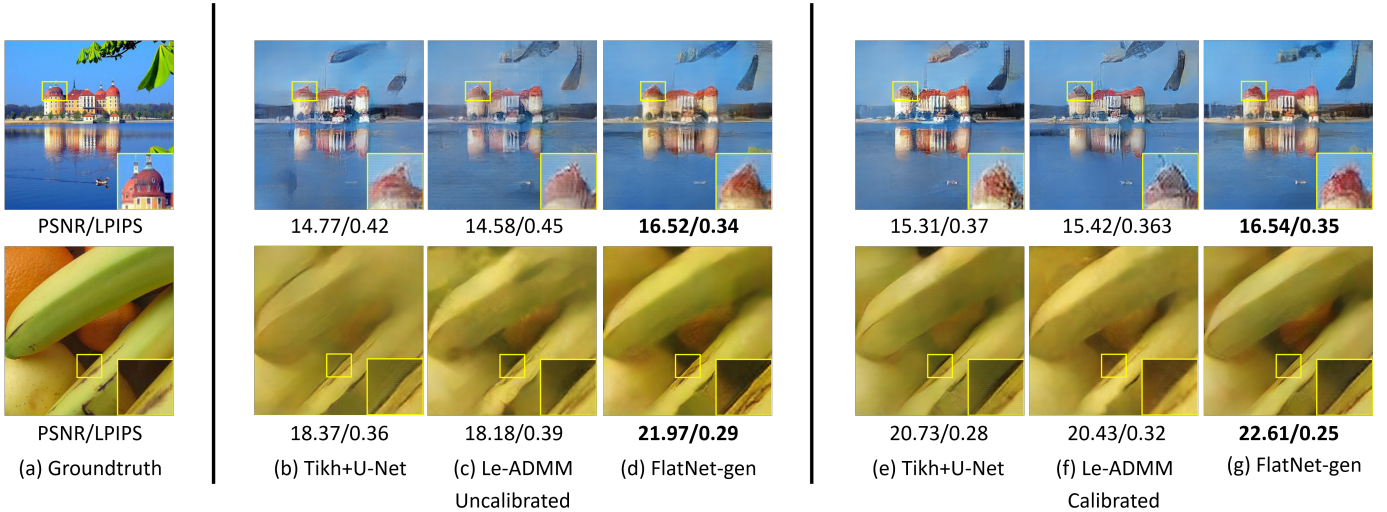 PSNR/LPIPS 14.77/0.42 14.58/0.45 16.52/0.34 15.31/0.37 15.42/0.363 16.54/0.35
PSNR/LPIPS 18.37/0.36 18.18/0.39 21.97/0.29 20.73/0.28 20.43/0.32 22.61/0.25
(a) Groundtruth (b) Tikh+U-Net (c) Le-ADMM (d) FlatNet-gen (e) Tikh+U-Net (f) Le-ADMM (g) FlatNet-gen
Uncalibrated Calibrated